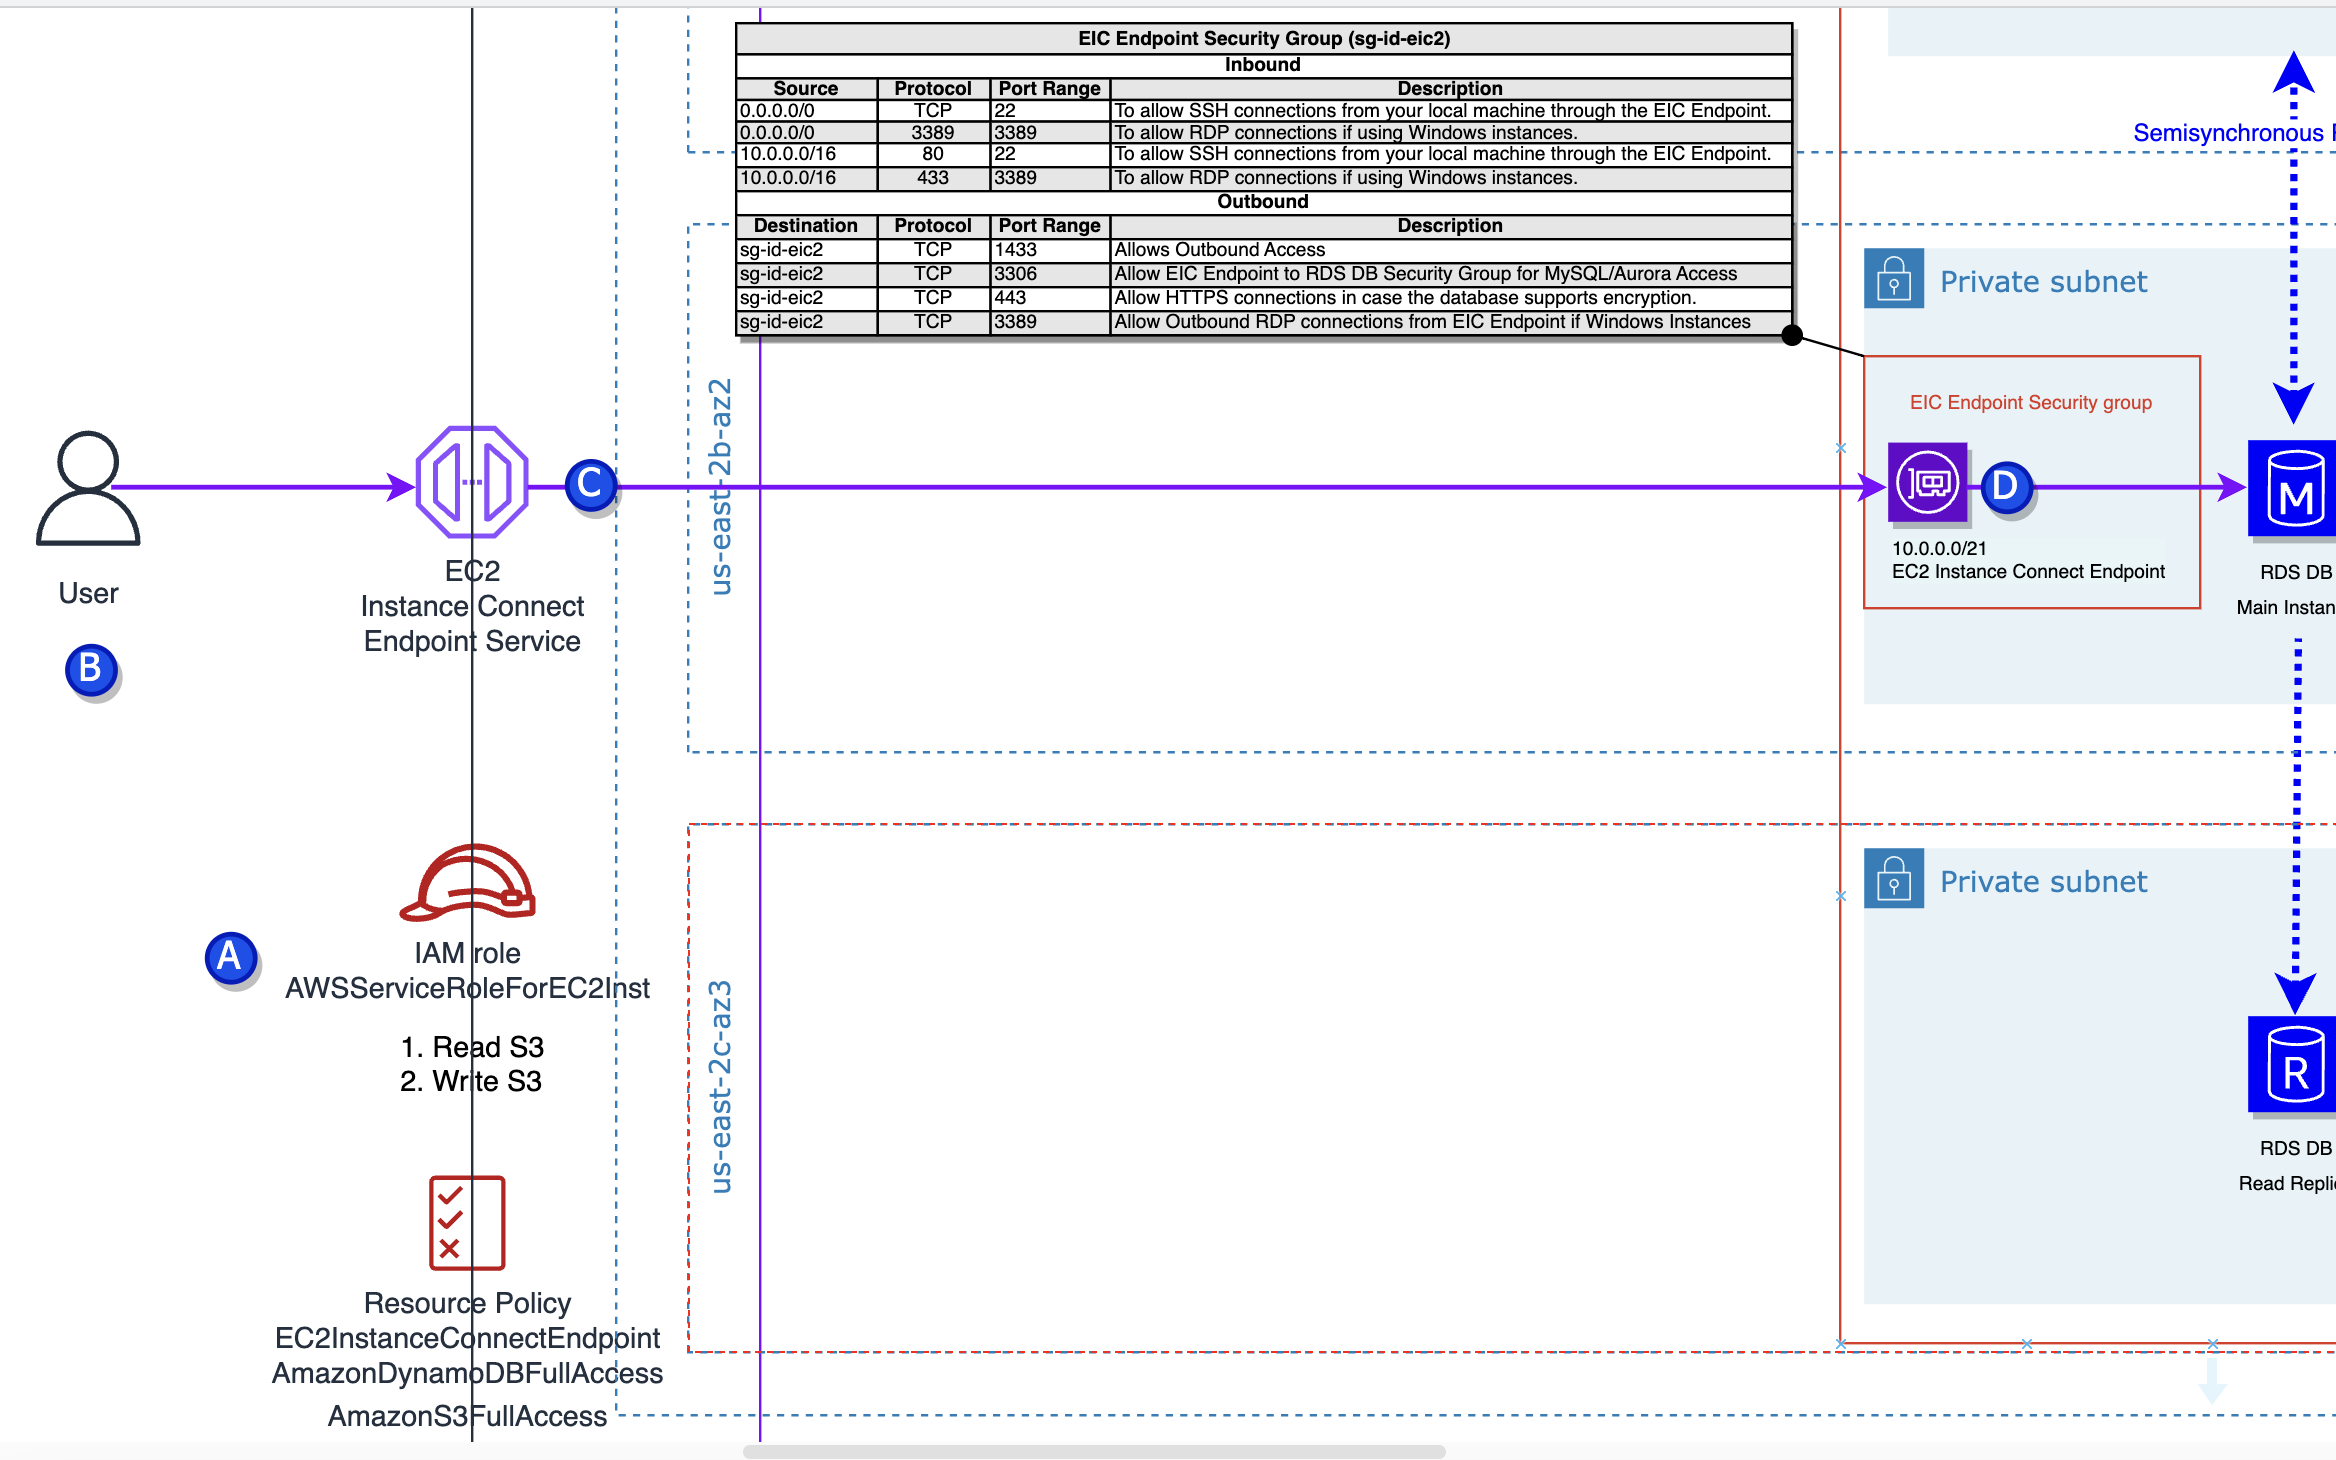 EIC Endpoint Security Group (sg-id-eic2)
Inbound
Source Protocol Port Range Description
0.0.0.0/0 TCP 22 To allow SSH connections from your local machine through the EIC Endpoint.
0.0.0.0/0 3389 3389 To allow RDP connections if using Windows instances.
10.0.0.0/16 80 22 To allow SSH connections from your local machine through the EIC Endpoint.
10.0.0.0/16 433 3389 To allow RDP connections if using Windows instances.
Outbound
Destination Protocol Port Range Description
sg-id-eic2 TCP 1433 Allows Outbound Access
sg-id-eic2 TCP 3306 Allow EIC Endpoint to RDS DB Security Group for MySQL/Aurora Access
sg-id-eic2 TCP 443 Allow HTTPS connections in case the database supports encryption.
sg-id-eic2 TCP 3389 Allow Outbound RDP connections from EIC Endpoint if Windows Instances
Semisynchronous
Private subnet
us-east-2b-az2
EIC Endpoint Security group
C
D
M
10.0.0.0/21
EC2 Instance Connect Endpoint
RDS DB
Main Instan
User
B
EC2
Instance Connect
Endpoint Service
Private subnet
us-east-2c-az3
A
IAM role
AWSServiceRoleForEC2Inst
1. Read S3
2. Write S3
R
RDS DB
Read Repli
Resource Policy
EC2InstanceConnectEndpoint
AmazonDynamoDBFullAccess
AmazonS3FullAccess